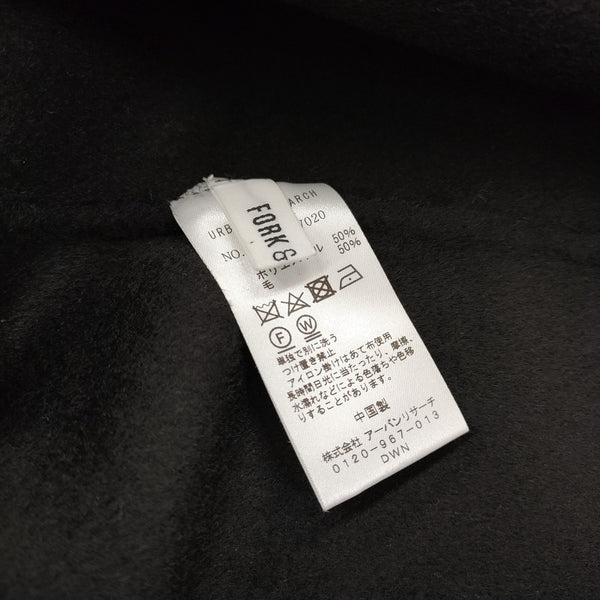 FORK &
URB ARCH
NO. 7020
ポリエステル 50%
毛 50%
F W
単独で別に洗う
つけ置き禁止
アイロン掛けはあて布使用
長時間日光に当たったり、摩擦、
水濡れなどによる色落ちや色移
りすることがあります。
中国製
株式会社 アーバンリサーチ
0120-967-013
DWN